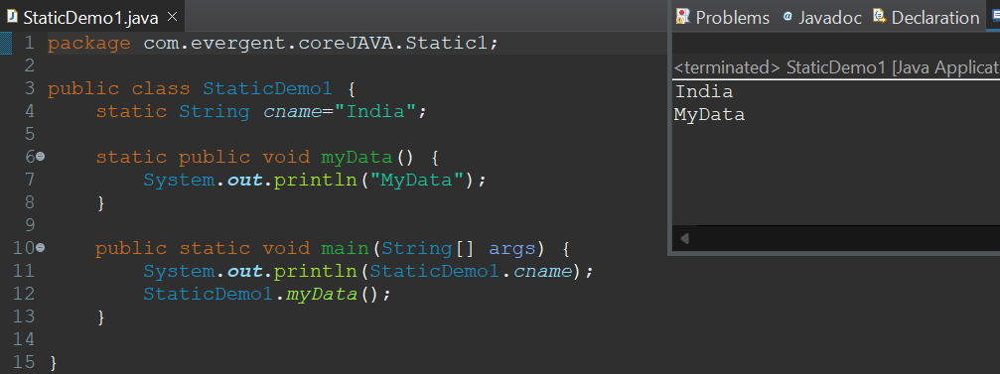 StaticDemo1.java
1 package com.evergent.coreJAVA.Static1;
2
3 public class StaticDemo1 {
4 static String cname="India";
5
6 static public void myData() {
7 System.out.println("MyData");
8 }
9
10 public static void main(String[] args) {
11 System.out.println(StaticDemo1.cname);
12 StaticDemo1.myData();
13 }
14
15 }
Problems @ Javadoc Declaration
<terminated> StaticDemo1 [Java Applicat
India
MyData